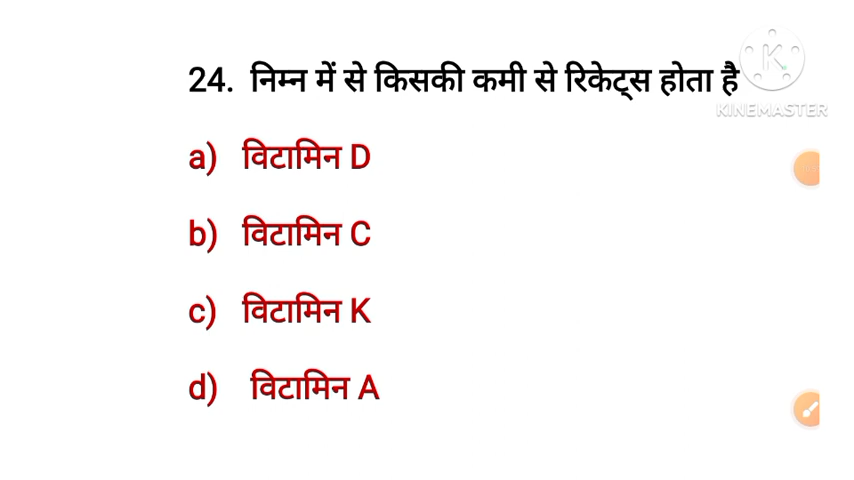 24. निम्न में से किसकी कमी से रिकेट्स होता है
a) विटामिन D
b) विटामिन C
c) विटामिन K
d) विटामिन A
K
KINEMASTER